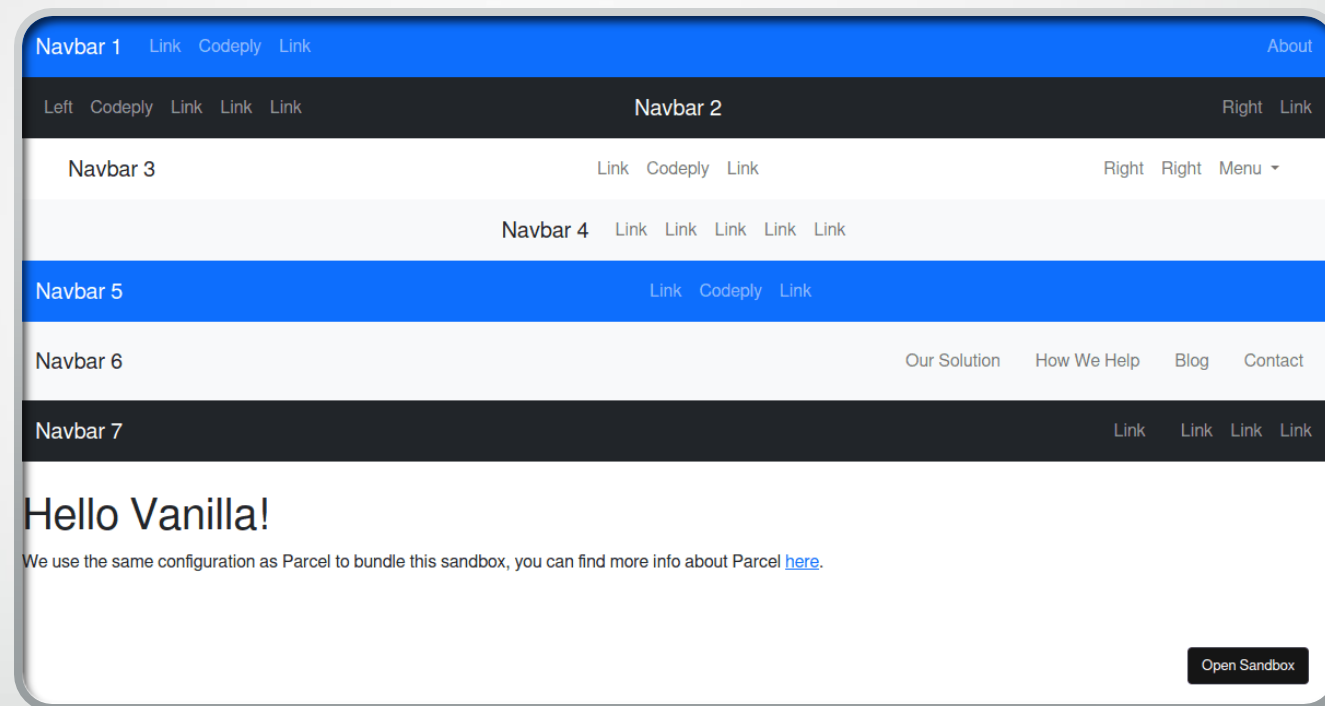 Navbar 1 Link Codeply Link About
Left Codeply Link Link Link Navbar 2 Right Link
Navbar 3 Link Codeply Link Right Right Menu
Navbar 4 Link Link Link Link Link
Navbar 5 Link Codeply Link
Navbar 6 Our Solution How We Help Blog Contact
Navbar 7 Link Link Link Link
Hello Vanilla!
We use the same configuration as Parcel to bundle this sandbox, you can find more info about Parcel here.
Open Sandbox